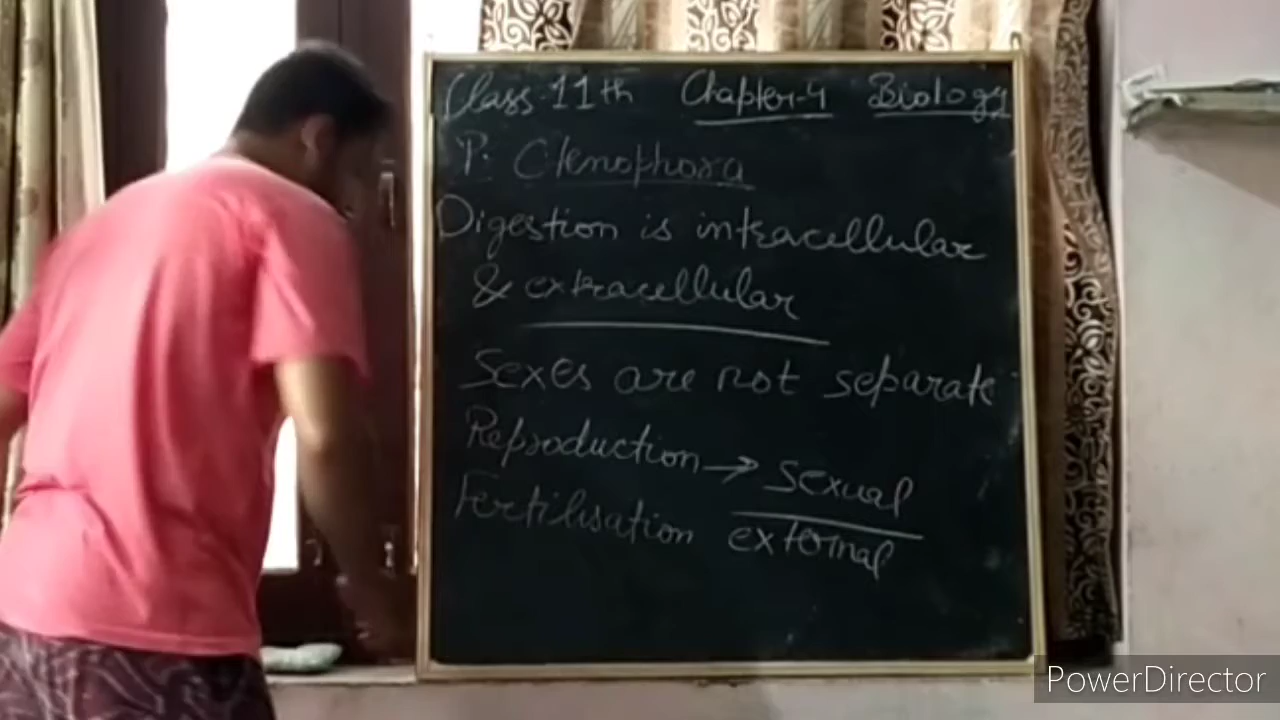 Class 11th Chapter-4 Biology
P. Ctenophora
Digestion is intracellular
& extracellular
Sexes are not separate
Reproduction → Sexual
Fertilisation external
PowerDirector